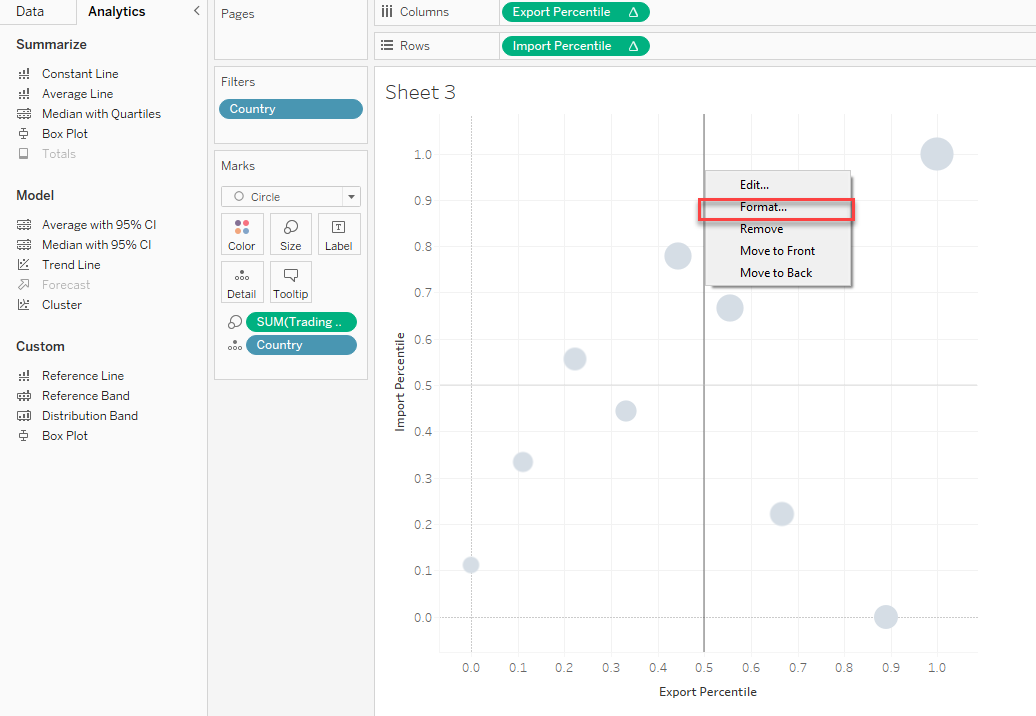 Data
Analytics
Summarize
Constant Line
Average Line
Median with Quartiles
Box Plot
Totals
Model
Average with 95% CI
Median with 95% CI
Trend Line
Forecast
Cluster
Custom
Reference Line
Reference Band
Distribution Band
Box Plot
Pages
Filters
Country
Marks
Circle
Color
Size
Label
Detail
Tooltip
SUM(Trading ..
Country
Columns
Export Percentile
Rows
Import Percentile
Sheet 3
1.0
0.9
0.8
0.7
0.6
0.5
0.4
0.3
0.2
0.1
0.0
Import Percentile
Edit...
Format...
Remove
Move to Front
Move to Back
0.0 0.1 0.2 0.3 0.4 0.5 0.6 0.7 0.8 0.9 1.0
Export Percentile